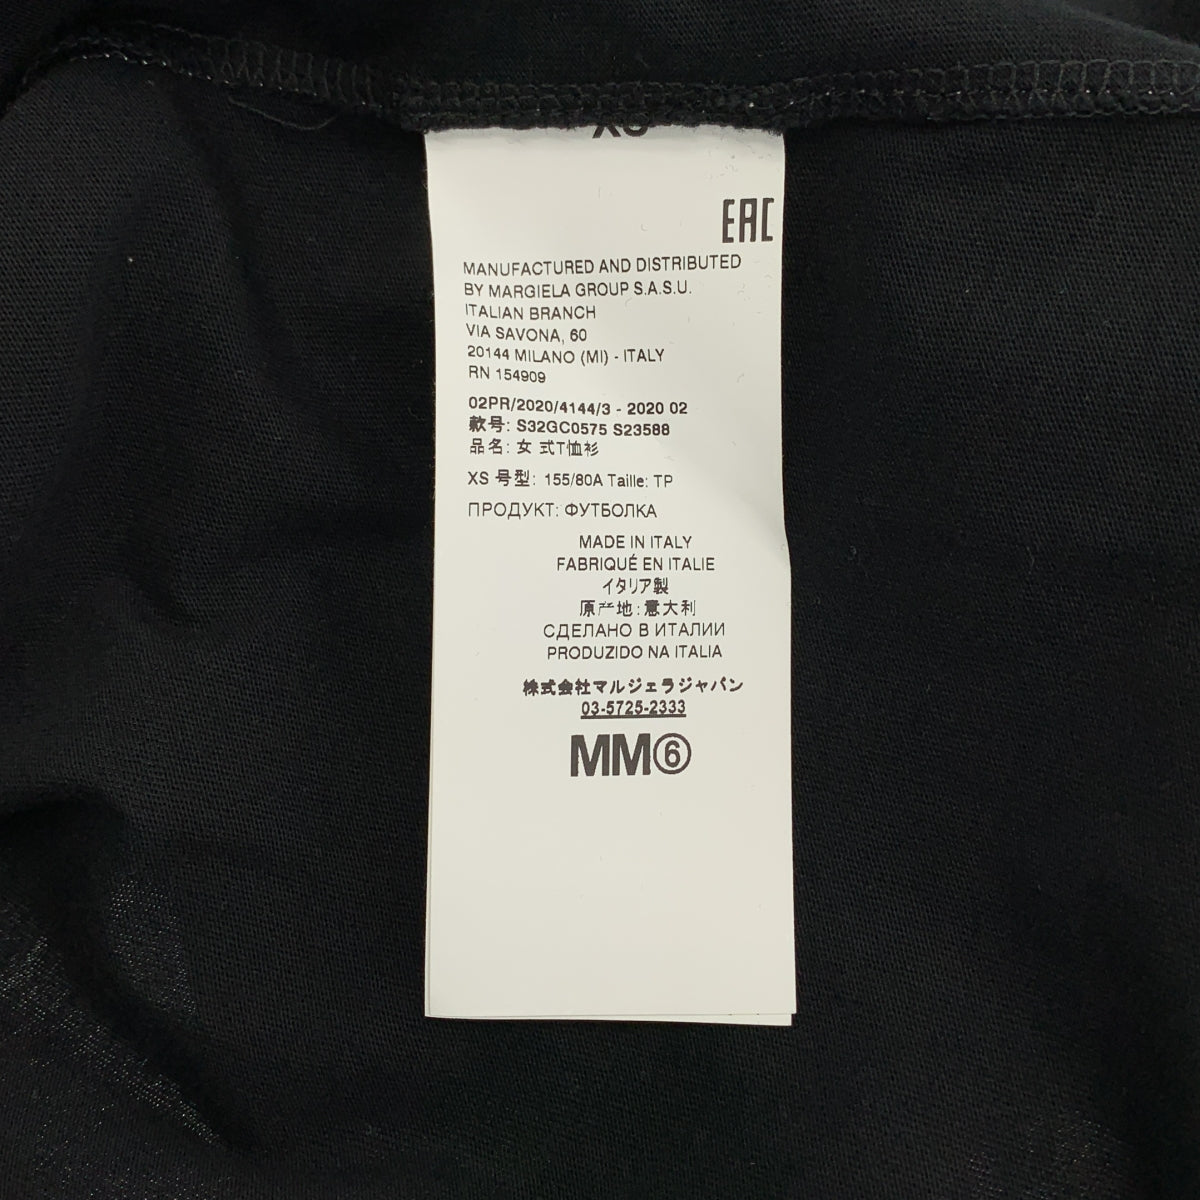 XS
EAC
MANUFACTURED AND DISTRIBUTED
BY MARGIELA GROUP S.A.S.U.
ITALIAN BRANCH
VIA SAVONA, 60
20144 MILANO (MI) - ITALY
RN 154909
02PR/2020/4144/3 - 2020 02
款号: S32GC0575 S23588
品名: 女 式T恤衫
XS 号型: 155/80A Taille: TP
ПРОДУКТ: ФУТБОЛКА
MADE IN ITALY
FABRIQUÉ EN ITALIE
イタリア製
原产地: 意大利
СДЕЛАНО В ИТАЛИИ
PRODUZIDO NA ITALIA
株式会社マルジェラジャパン
03-5725-2333
MM⑥